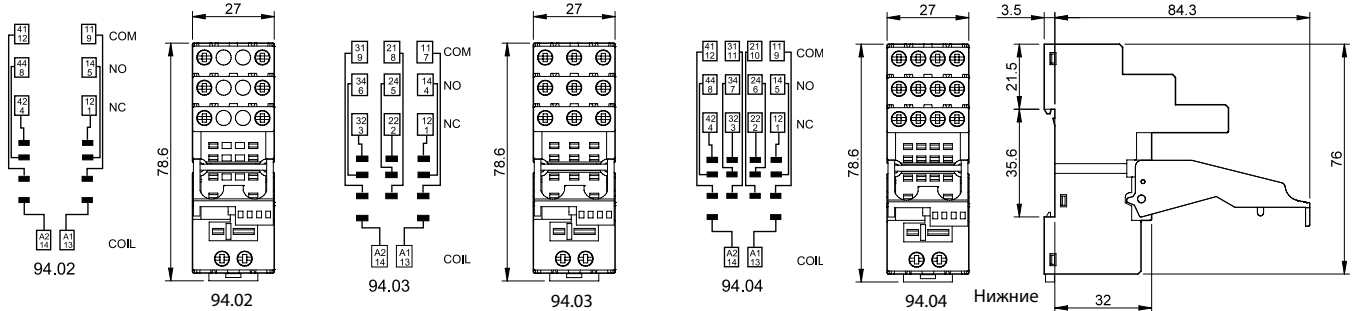 41 12
11 9
COM
44 8
14 5
NO
42 4
12 1
NC
A2 14
A1 13
COIL
94.02
27
78.6
94.02
31 9
21 8
11 7
COM
34 6
24 5
14 4
NO
32 3
22 2
12 1
NC
A2 14
A1 13
COIL
94.03
27
78.6
94.03
41 12
31 11
21 10
11 9
COM
44 8
34 7
24 6
14 5
NO
42 4
32 3
22 2
12 1
NC
A2 14
A1 13
COIL
94.04
27
78.6
94.04
Нижние
3.5
84.3
21.5
35.6
76
32